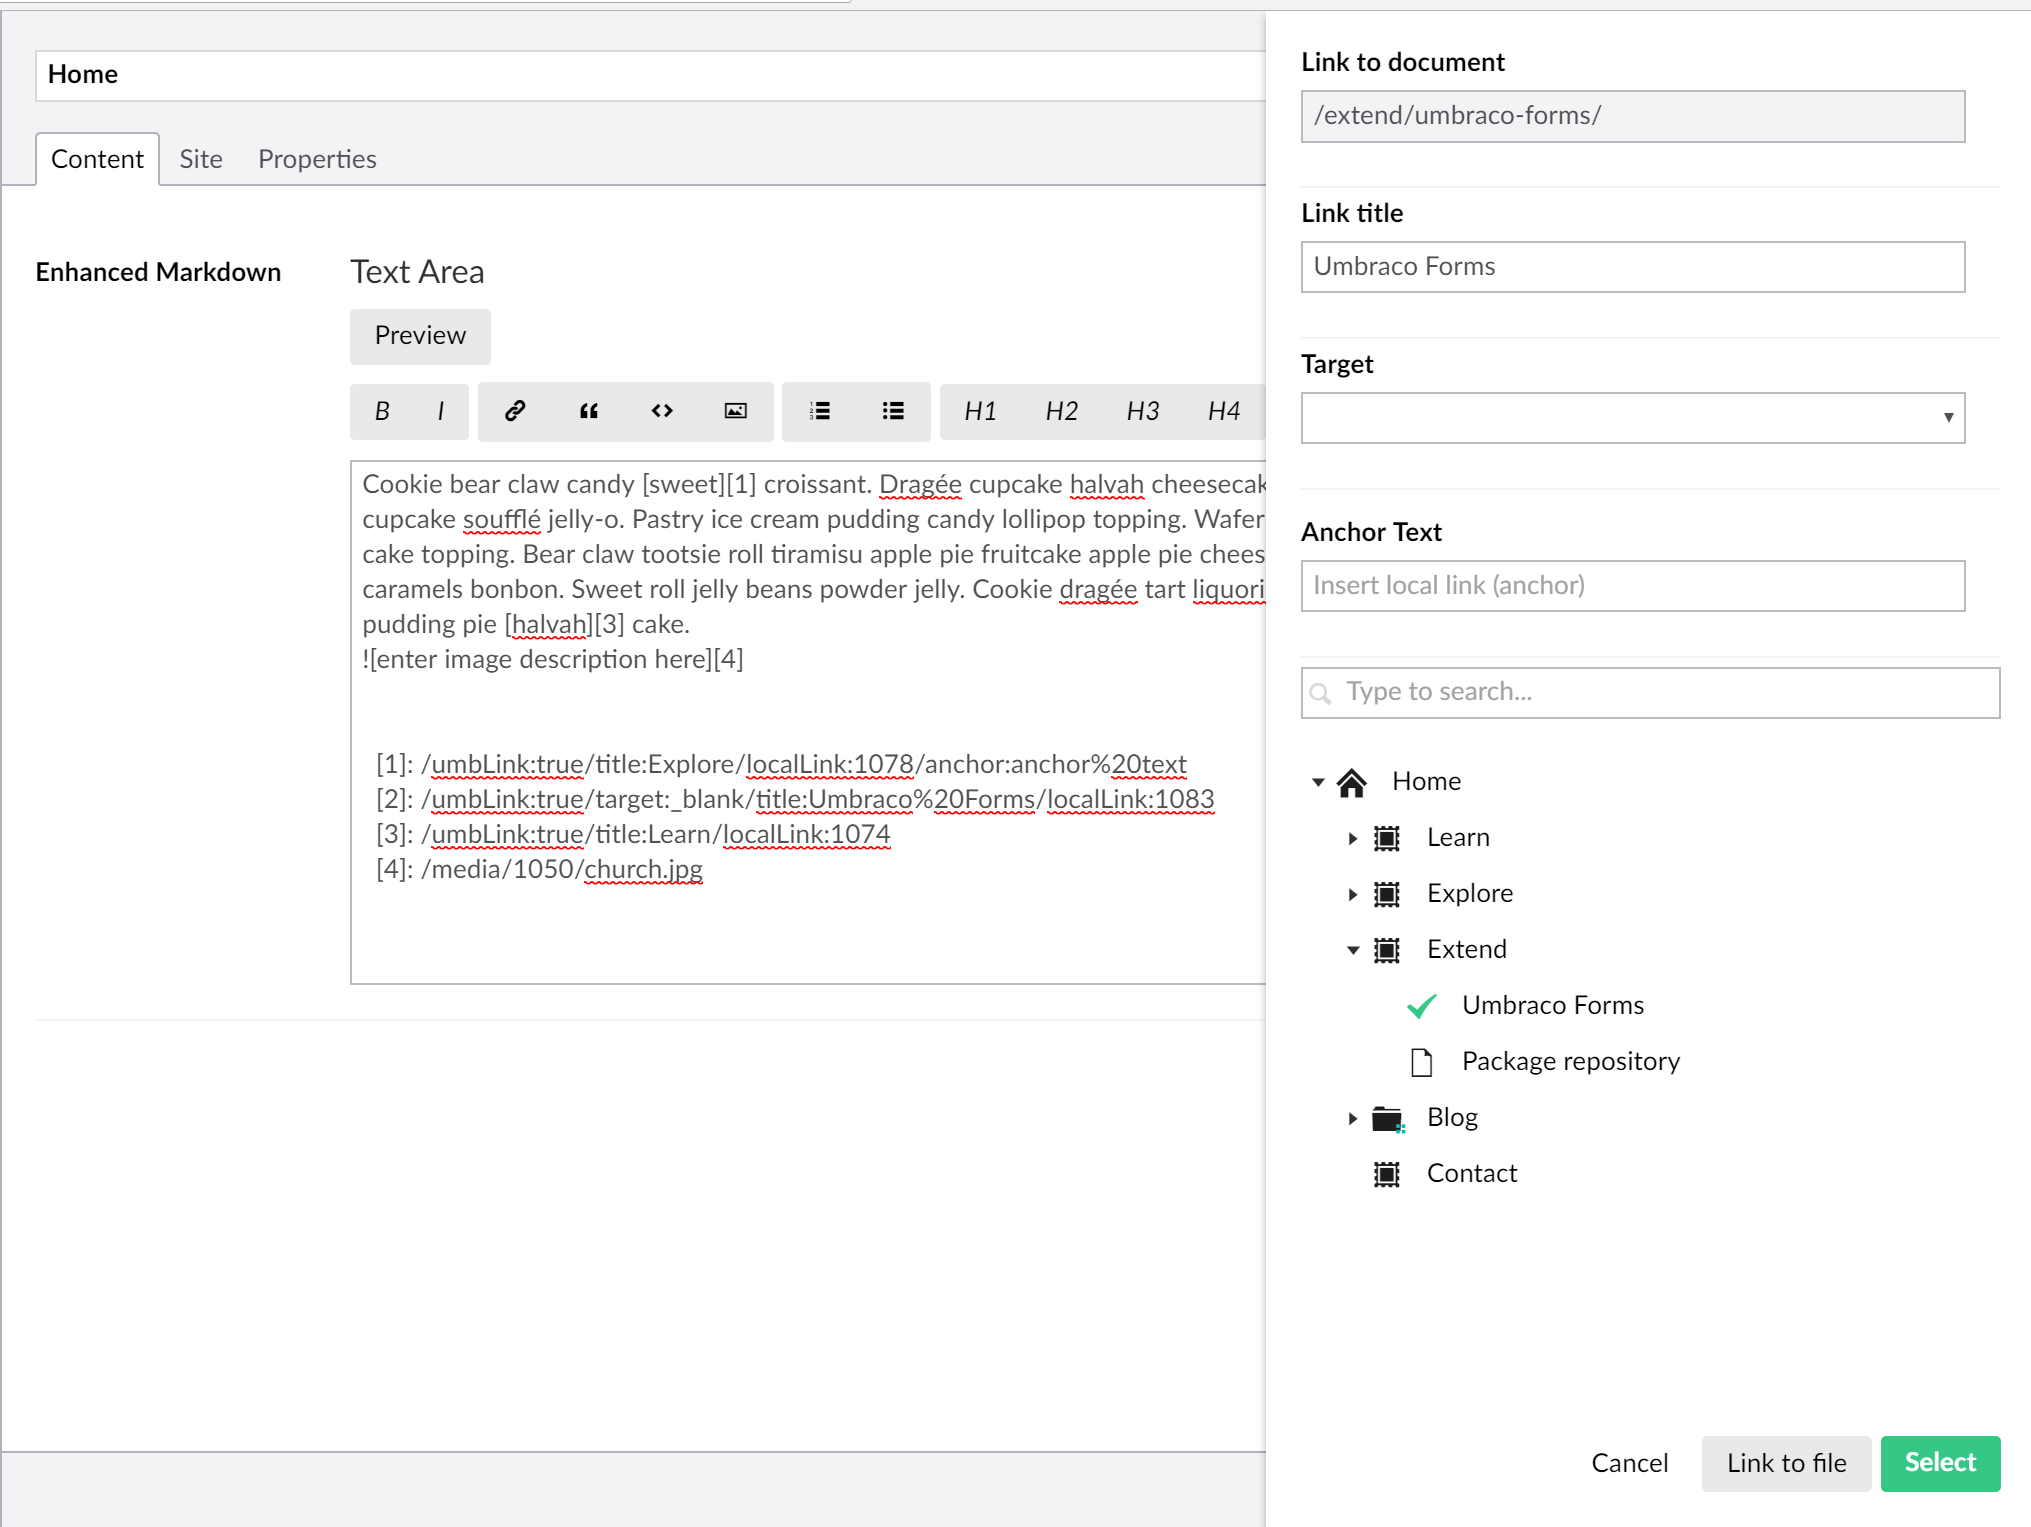 Home
Content
Site
Properties
Enhanced Markdown
Text Area
Preview
B I H1 H2 H3 H4
Cookie bear claw candy [sweet][1] croissant. Dragée cupcake halvah
cupcake soufflé jelly-o. Pastry ice cream pudding candy lollipop topping. Wafer
cake topping. Bear claw tootsie roll tiramisu apple pie fruitcake apple pie
caramels bonbon. Sweet roll jelly beans powder jelly. Cookie dragée tart
pudding pie [halvah][3] cake.
![enter image description here][4]
[1]: /umbLink:true/title:Explore/localLink:1078/anchor:anchor%20text
[2]: /umbLink:true/target:_blank/title:Umbraco%20Forms/localLink:1083
[3]: /umbLink:true/title:Learn/localLink:1074
[4]: /media/1050/church.jpg
Link to document
/extend/umbraco-forms/
Link title
Umbraco Forms
Target
Anchor Text
Insert local link (anchor)
Type to search...
Home
Learn
Explore
Extend
Umbraco Forms
Package repository
Blog
Contact
Cancel
Link to file
Select